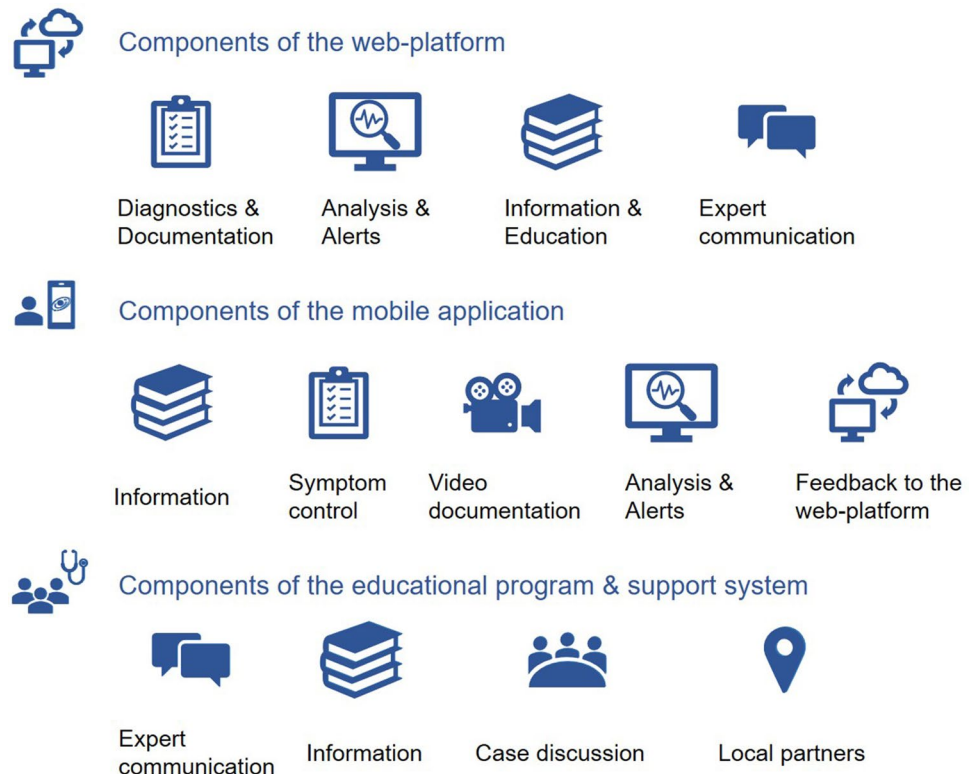 Components of the web-platform
Diagnostics &
Documentation
Analysis &
Alerts
Information &
Education
Expert
communication
Components of the mobile application
Information
Symptom
control
Video
documentation
Analysis &
Alerts
Feedback to the
web-platform
Components of the educational program & support system
Expert
communication
Information
Case discussion
Local partners